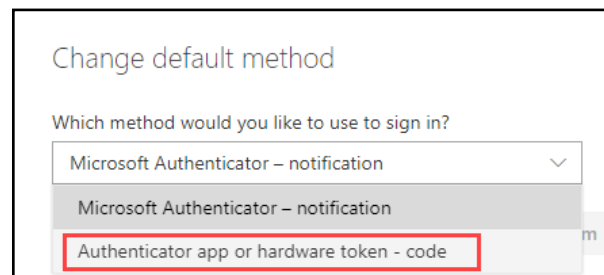 Change default method
Which method would you like to use to sign in?
Microsoft Authenticator – notification
Microsoft Authenticator – notification
Authenticator app or hardware token - code
m